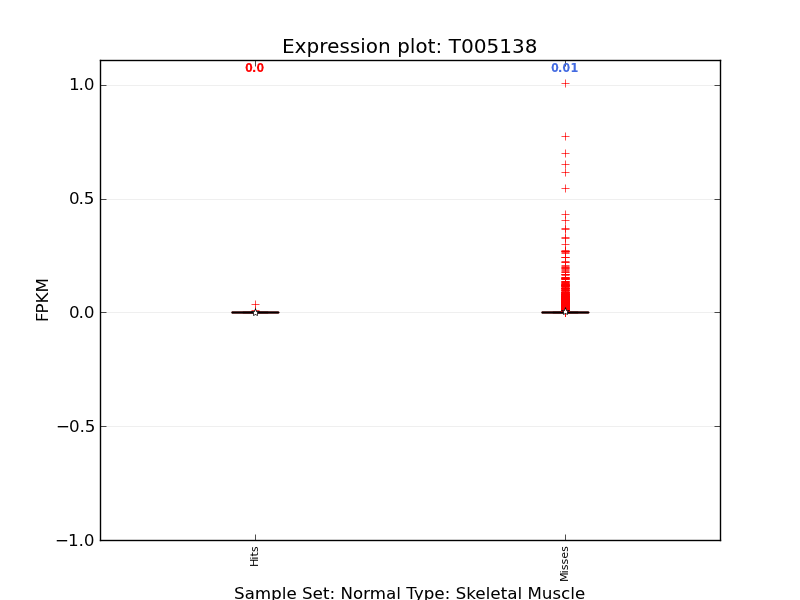 Expression plot: T005138
0.0
0.01
1.0
0.5
0.0
−0.5
−1.0
FPKM
Hits
Misses
Sample Set: Normal Type: Skeletal Muscle